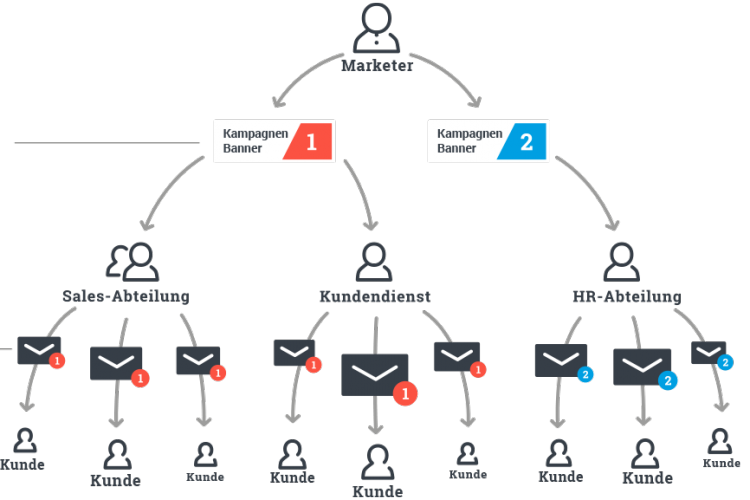 Marketer
Kampagnen
Banner
1
Kampagnen
Banner
2
Sales-Abteilung
Kundendienst
HR-Abteilung
1
1
1
1
1
1
2
2
2
Kunde
Kunde
Kunde
Kunde
Kunde
Kunde
Kunde
Kunde
Kunde